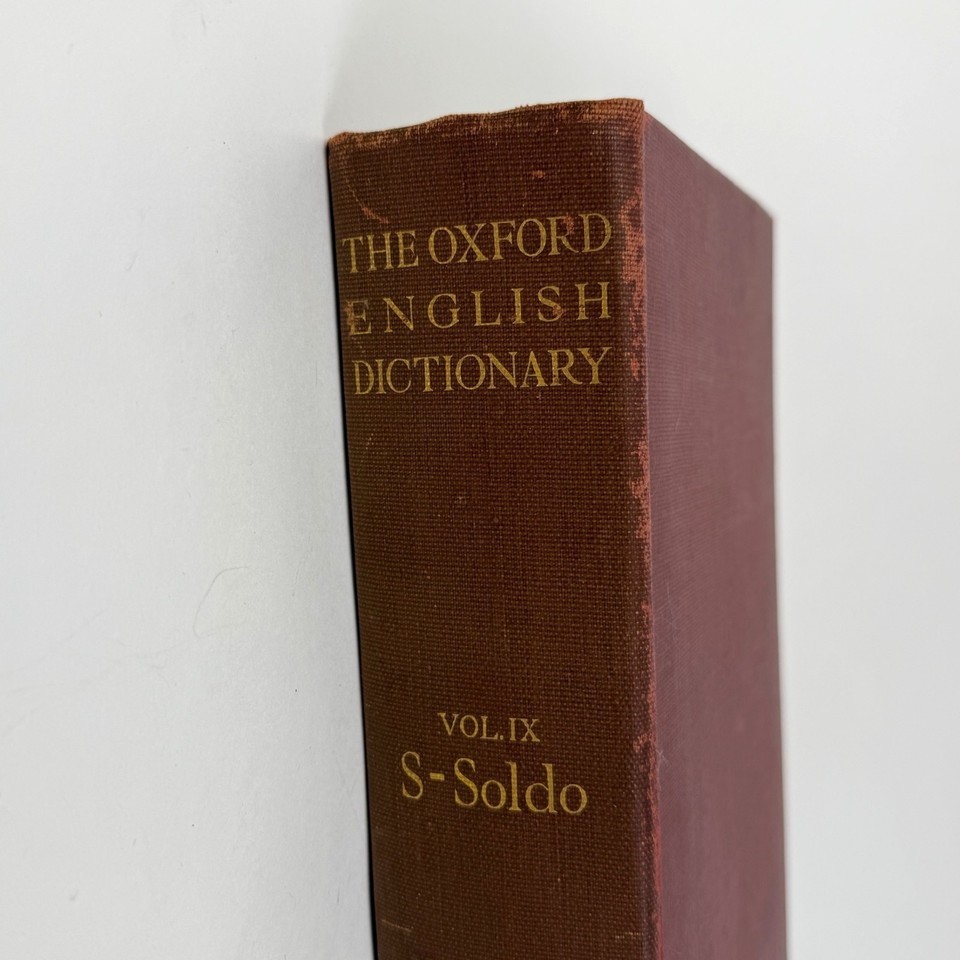 THE OXFORD
ENGLISH
DICTIONARY
VOL. IX
S-Soldo